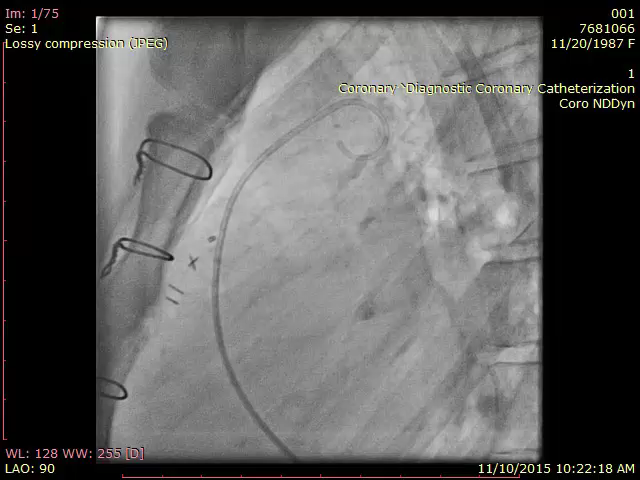 Im: 1/75
Se: 1
Lossy compression (JPEG)
001
7681066
11/20/1987 F
1
Coronary ^Diagnostic Coronary Catheterization
Coro NDDyn
WL: 128 WW: 255 [D]
LAO: 90
11/10/2015 10:22:18 AM